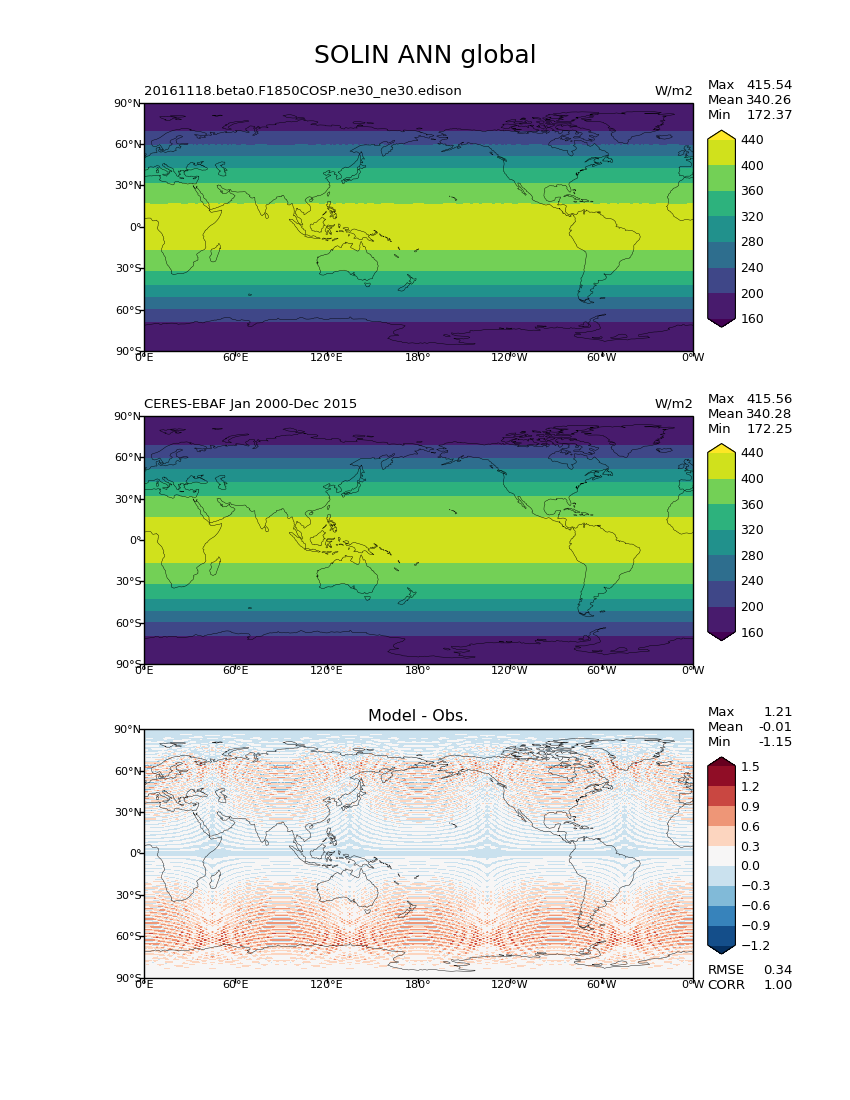 SOLIN ANN global
20161118.beta0.F1850COSP.ne30_ne30.edison W/m2
Max 415.54
Mean 340.26
Min 172.37
90°N
60°N
30°N
0°
30°S
60°S
90°S
0°E 60°E 120°E 180° 120°W 60°W 0°W
440
400
360
320
280
240
200
160
CERES-EBAF Jan 2000-Dec 2015 W/m2
Max 415.56
Mean 340.28
Min 172.25
90°N
60°N
30°N
0°
30°S
60°S
90°S
0°E 60°E 120°E 180° 120°W 60°W 0°W
440
400
360
320
280
240
200
160
Model - Obs.
Max 1.21
Mean -0.01
Min -1.15
90°N
60°N
30°N
0°
30°S
60°S
90°S
0°E 60°E 120°E 180° 120°W 60°W 0°W
1.5
1.2
0.9
0.6
0.3
0.0
−0.3
−0.6
−0.9
−1.2
RMSE 0.34
CORR 1.00